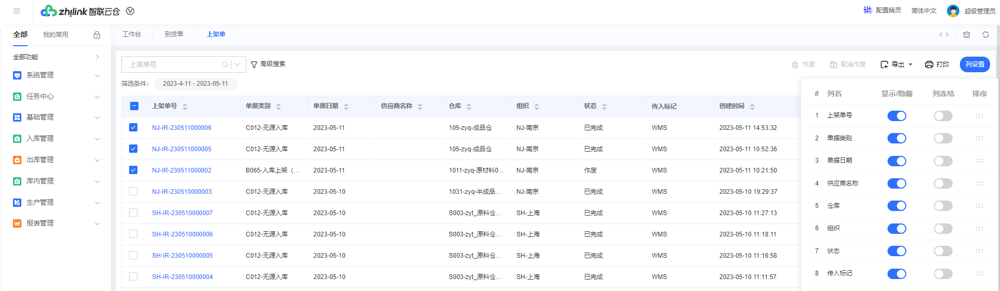 zhilink 智联云仓
配置精灵 简体中文 超级管理员
全部 我的常用
工作台 到货单 上架单
全部功能
系统管理
任务中心
基础管理
入库管理
出库管理
库内管理
生产管理
报表管理
上架单号 高级搜索
作废 取消作废 导出 打印 列设置
筛选条件: 2023-4-11 - 2023-05-11
上架单号 单据类别 单据日期 供应商名称 仓库 组织 状态 传入标记 创建时间
NJ-IR-230511000006 C012-无源入库 2023-05-11 105-zyq-成品仓 NJ-南京 已完成 WMS 2023-05-11 14:53:32
NJ-IR-230511000005 C012-无源入库 2023-05-11 105-zyq-成品仓 NJ-南京 已完成 WMS 2023-05-11 10:52:36
NJ-IR-230511000002 B065-入库上架（... 2023-05-11 1011-zyq-原材料0... NJ-南京 作废 WMS 2023-05-11 10:21:50
NJ-IR-230510000003 C012-无源入库 2023-05-10 1031-zyq-半成品... NJ-南京 已完成 WMS 2023-05-10 19:29:37
SH-IR-230510000007 C012-无源入库 2023-05-10 S003-zyt_原料仓... SH-上海 已完成 WMS 2023-05-10 11:27:13
SH-IR-230510000006 C012-无源入库 2023-05-10 S003-zyt_原料仓... SH-上海 已完成 WMS 2023-05-10 11:18:11
SH-IR-230510000005 C012-无源入库 2023-05-10 S003-zyt_原料仓... SH-上海 已完成 WMS 2023-05-10 11:16:58
SH-IR-230510000004 C012-无源入库 2023-05-10 S003-zyt_原料仓... SH-上海 已完成 WMS 2023-05-10 11:11:57
# 列名 显示/隐藏 列冻结 排序
1 上架单号
2 单据类别
3 单据日期
4 供应商名称
5 仓库
6 组织
7 状态
8 传入标记